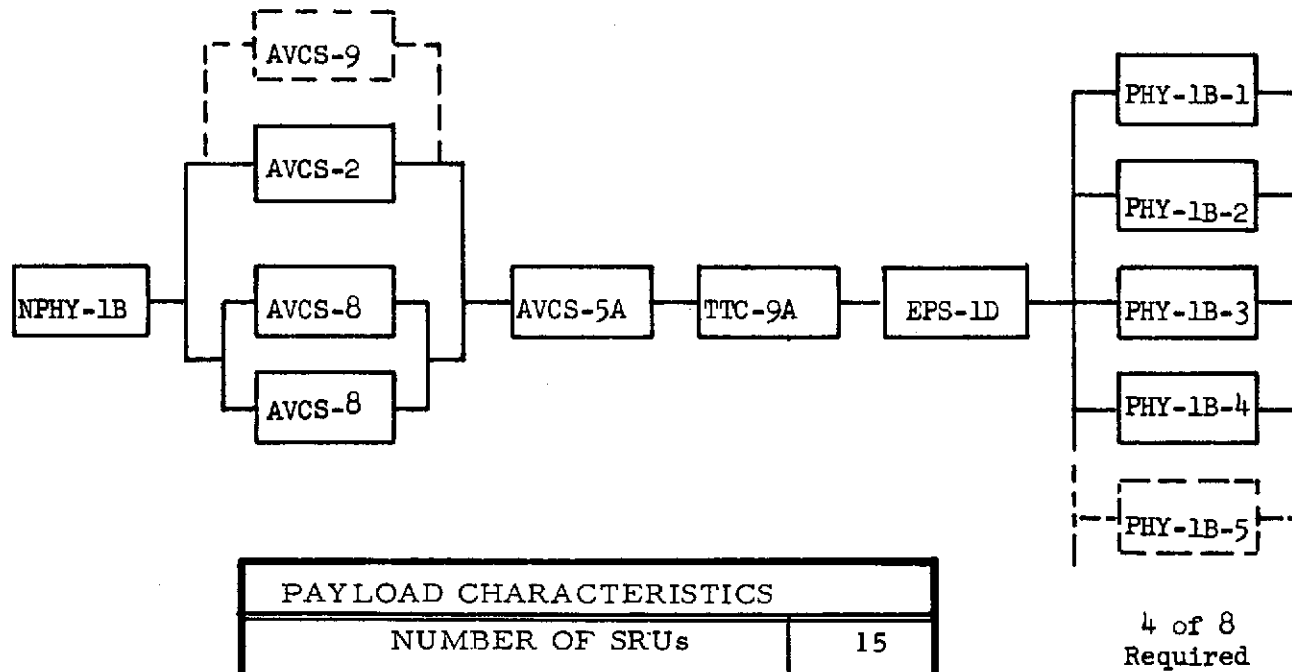 AVCS-9
AVCS-2
NPHY-1B
AVCS-8
AVCS-8
AVCS-5A
TTC-9A
EPS-1D
PHY-1B-1
PHY-1B-2
PHY-1B-3
PHY-1B-4
PHY-1B-5
4 of 8
Required
PAYLOAD CHARACTERISTICS
NUMBER OF SRUs 15